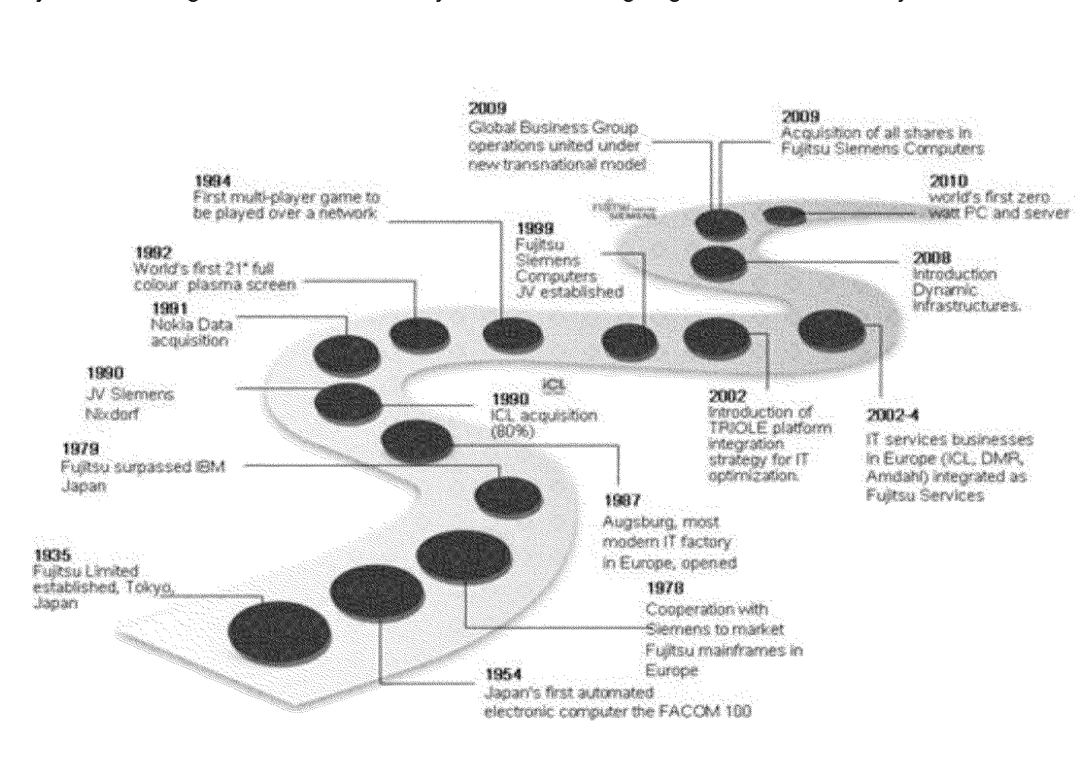 2009
Global Business Group
operations united under
new transnational model
2009
Acquisition of all shares in
Fujitsu Siemens Computers
2010
world's first zero
watt PC and server
1994
First multi-player game to
be played over a network
FUJITSU
SIEMENS
1999
Fujitsu
Siemens
Computers
JV established
2008
Introduction
Dynamic
Infrastructures.
1992
World's first 21" full
colour plasma screen
1991
Nokia Data
acquisition
1990
JV Siemens
Nixdorf
ICL
1990
ICL acquisition
(80%)
2002
Introduction of
TRIOLE platform
integration
strategy for IT
optimization.
2002-4
IT services businesses
in Europe (ICL, DMR,
Amdahl) integrated as
Fujitsu Services
1979
Fujitsu surpassed IBM
Japan
1987
Augsburg, most
modern IT factory
in Europe, opened
1935
Fujitsu Limited
established, Tokyo,
Japan
1978
Cooperation with
Siemens to market
Fujitsu mainframes in
Europe
1954
Japan's first automated
electronic computer the FACOM 100